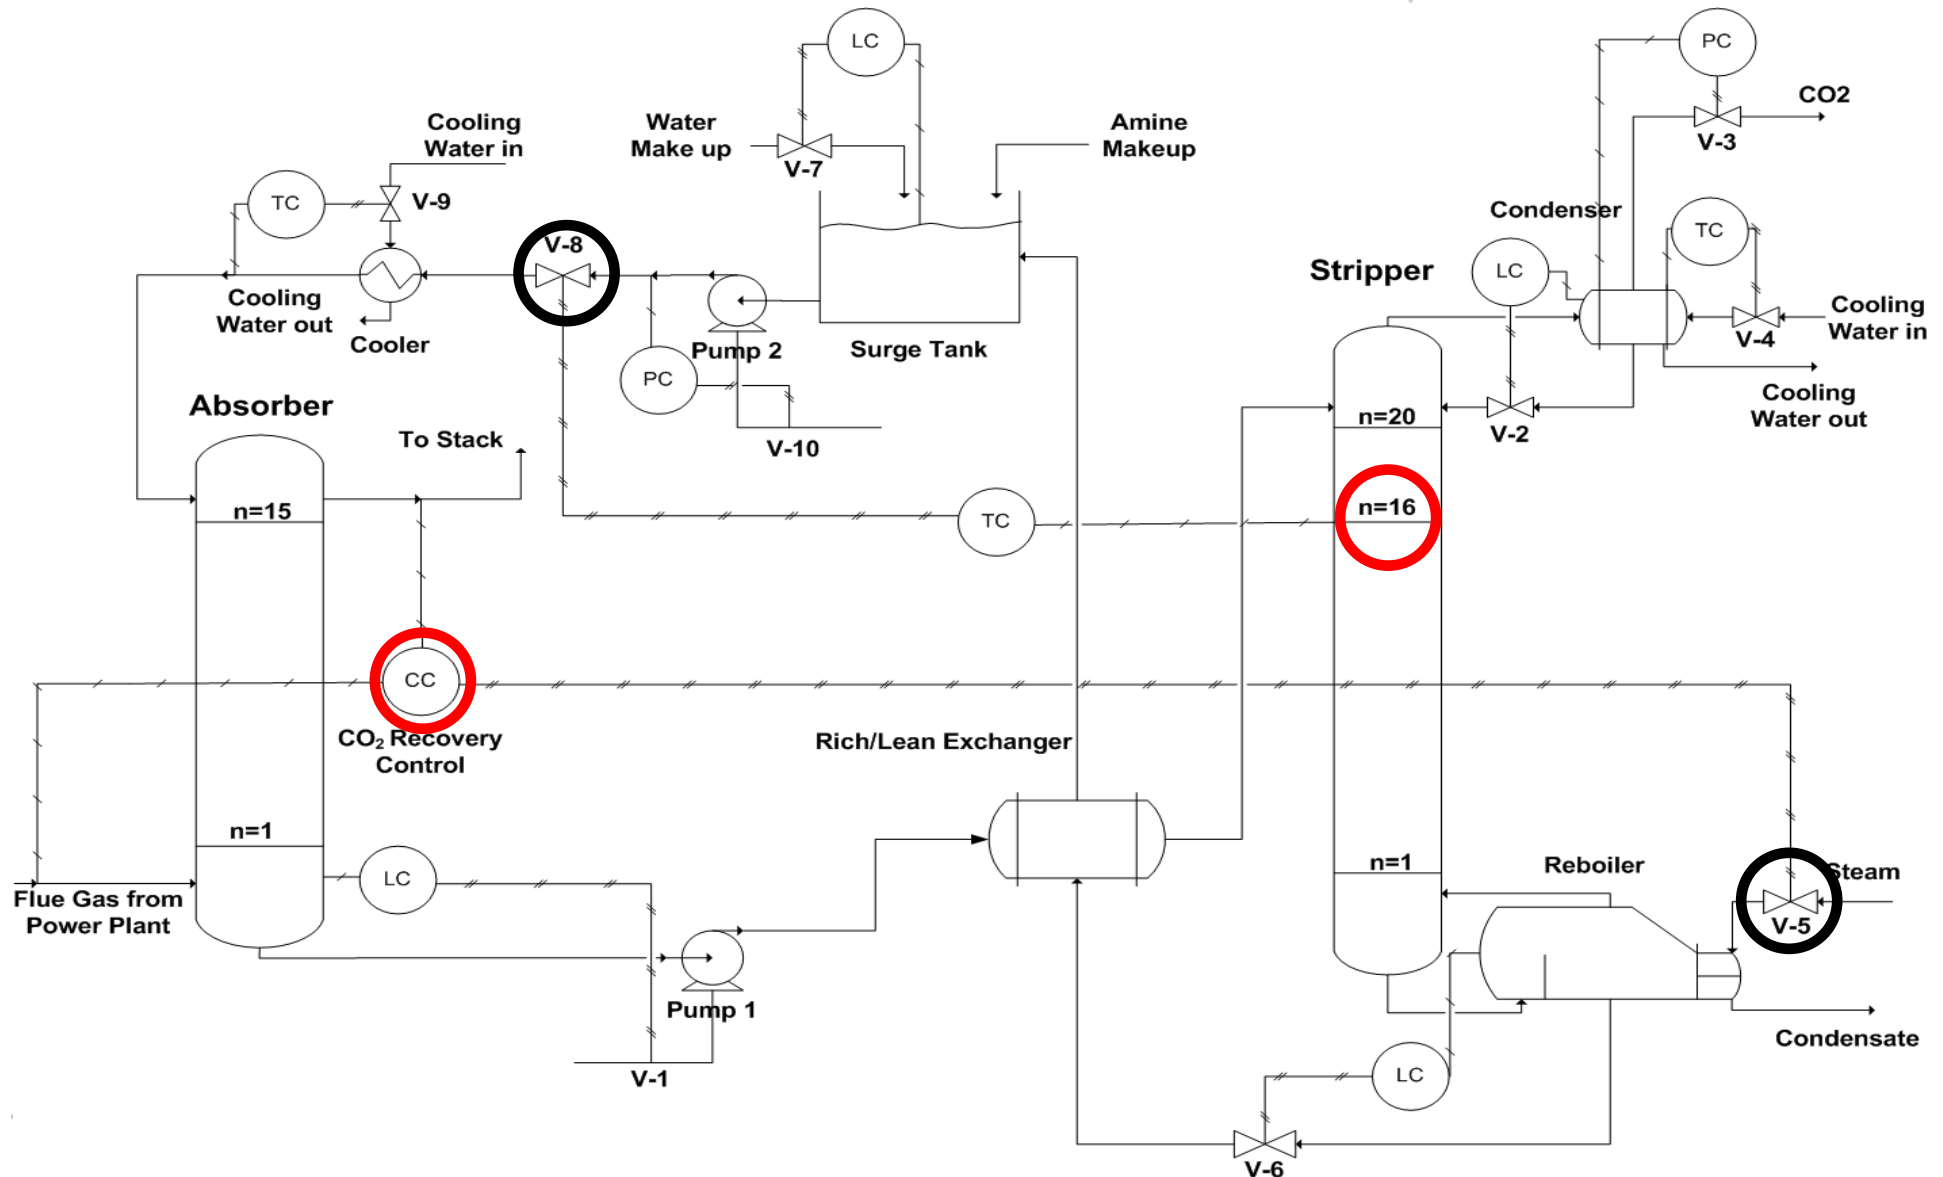 LC
PC
CO2
V-3
Cooling
Water in
Water
Make up
V-7
Amine
Makeup
TC
V-9
Condenser
TC
V-8
LC
Stripper
Cooling
Water in
V-4
Cooling
Water out
Cooler
Pump 2
Surge Tank
PC
Cooling
Water out
Absorber
n=20
V-2
To Stack
V-10
n=15
n=16
TC
CC
CO₂ Recovery
Control
Rich/Lean Exchanger
n=1
n=1
Reboiler
Steam
LC
Flue Gas from
Power Plant
V-5
Pump 1
Condensate
V-1
LC
V-6